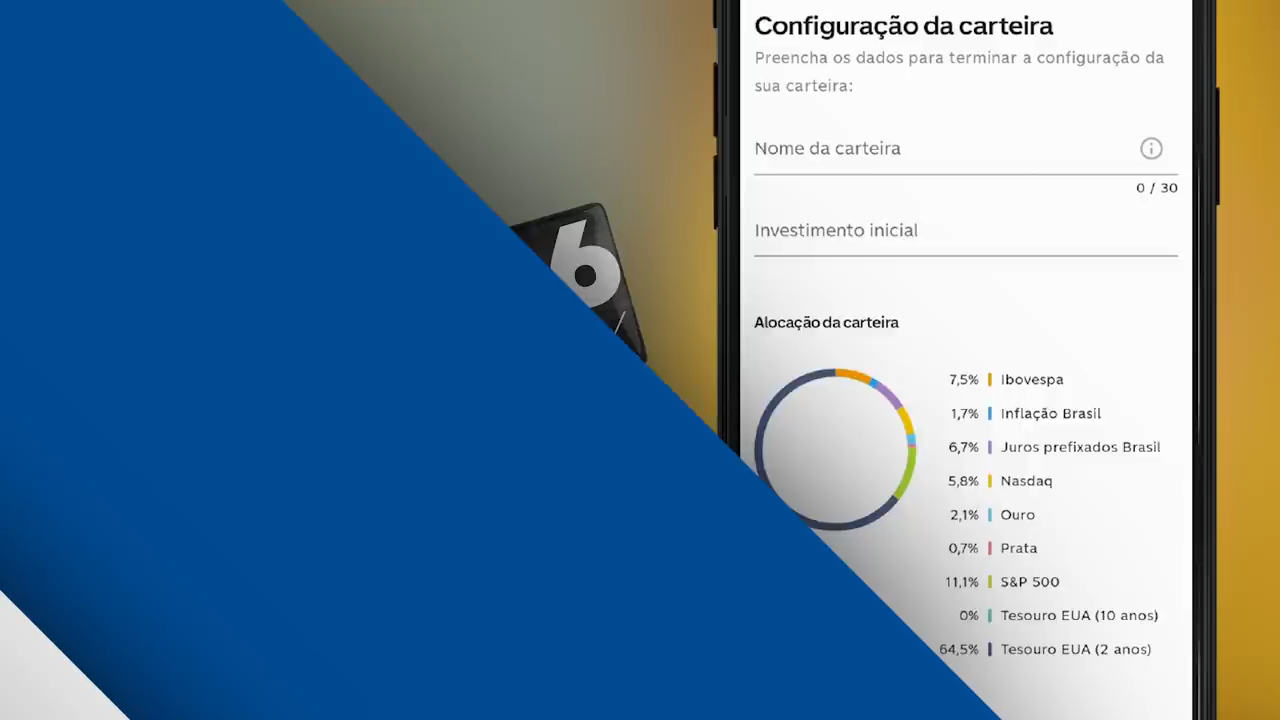 Configuração da carteira
Preencha os dados para terminar a configuração da
sua carteira:
Nome da carteira
0 / 30
Investimento inicial
Alocação da carteira
7,5% Ibovespa
1,7% Inflação Brasil
6,7% Juros prefixados Brasil
5,8% Nasdaq
2,1% Ouro
0,7% Prata
11,1% S&P 500
0% Tesouro EUA (10 anos)
64,5% Tesouro EUA (2 anos)
6